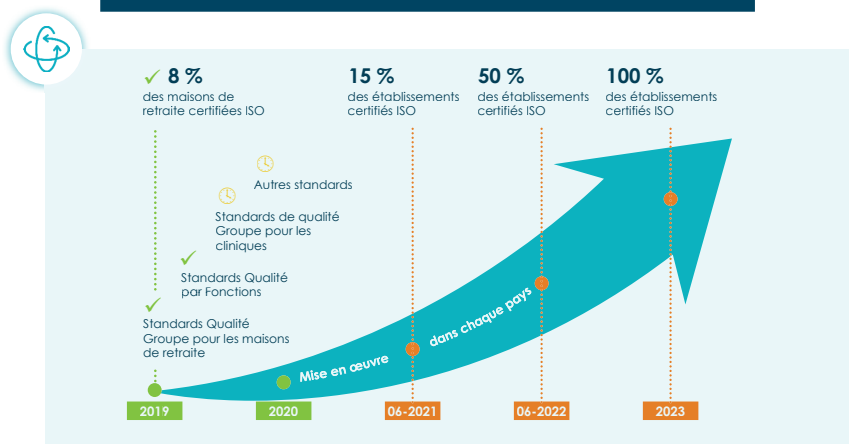 8 %
des maisons de
retraite certifiées ISO
15 %
des établissements
certifiés ISO
50 %
des établissements
certifiés ISO
100 %
des établissements
certifiés ISO
Autres standards
Standards de qualité
Groupe pour les
cliniques
Standards Qualité
par Fonctions
Standards Qualité
Groupe pour les maisons
de retraite
Mise en œuvre
dans chaque pays
2019
2020
06-2021
06-2022
2023